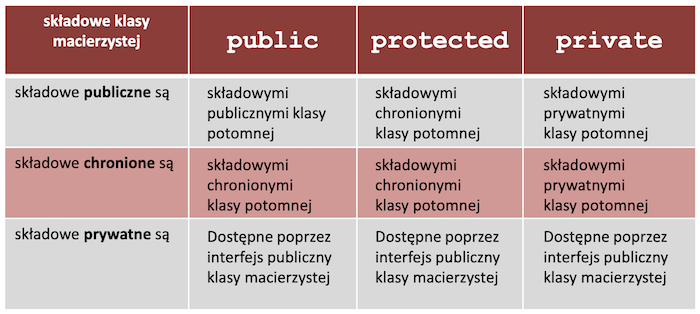 składowe klasy
macierzystej
public
protected
private
składowe publiczne są
składowymi
publicznymi klasy
potomnej
składowymi
chronionymi
klasy potomnej
składowymi
prywatnymi
klasy potomnej
składowe chronione są
składowymi
chronionymi
klasy potomnej
składowymi
chronionymi
klasy potomnej
składowymi
prywatnymi
klasy potomnej
składowe prywatne są
Dostępne poprzez
interfejs publiczny
klasy macierzystej
Dostępne poprzez
interfejs publiczny
klasy macierzystej
Dostępne poprzez
interfejs publiczny
klasy macierzystej